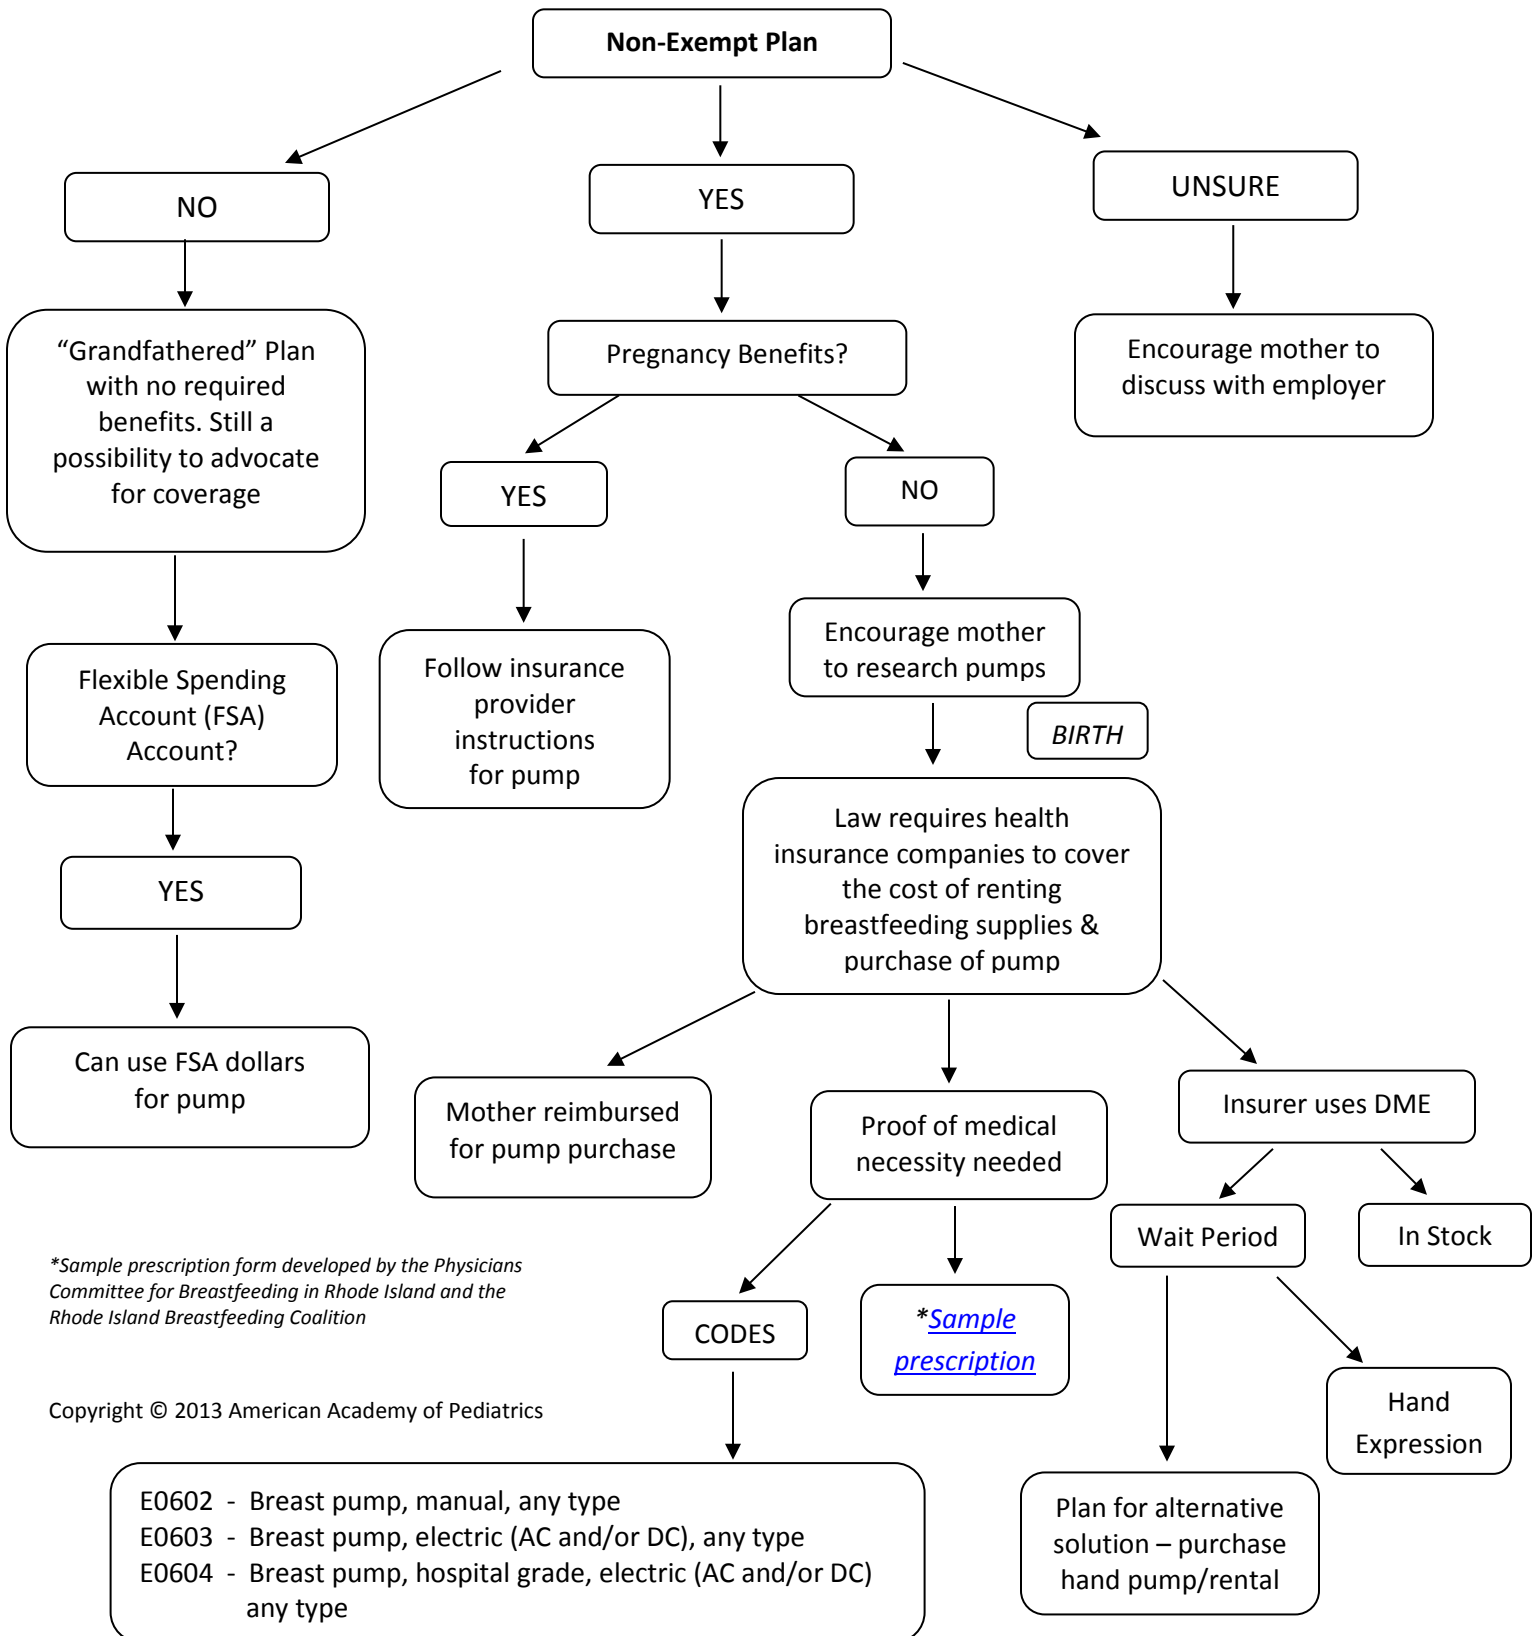 Non-Exempt Plan
NO
YES
UNSURE
“Grandfathered” Plan
with no required
benefits. Still a
possibility to advocate
for coverage
Pregnancy Benefits?
Encourage mother to
discuss with employer
YES
NO
Flexible Spending
Account (FSA)
Account?
Follow insurance
provider
instructions
for pump
Encourage mother
to research pumps
BIRTH
YES
Law requires health
insurance companies to cover
the cost of renting
breastfeeding supplies &
purchase of pump
Can use FSA dollars
for pump
Mother reimbursed
for pump purchase
Proof of medical
necessity needed
Insurer uses DME
Wait Period
In Stock
*Sample prescription form developed by the Physicians
Committee for Breastfeeding in Rhode Island and the
Rhode Island Breastfeeding Coalition
CODES
*Sample
prescription
Hand
Expression
Copyright © 2013 American Academy of Pediatrics
E0602 - Breast pump, manual, any type
E0603 - Breast pump, electric (AC and/or DC), any type
E0604 - Breast pump, hospital grade, electric (AC and/or DC)
any type
Plan for alternative
solution – purchase
hand pump/rental